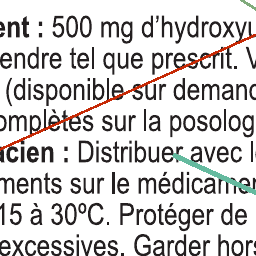 ent : 500 mg d’hydroxyu
endre tel que prescrit. V
(disponible sur demand
omplètes sur la posolog
acien : Distribuer avec l
ments sur le médicamen
15 à 30ºC. Protéger de
excessives. Garder hors